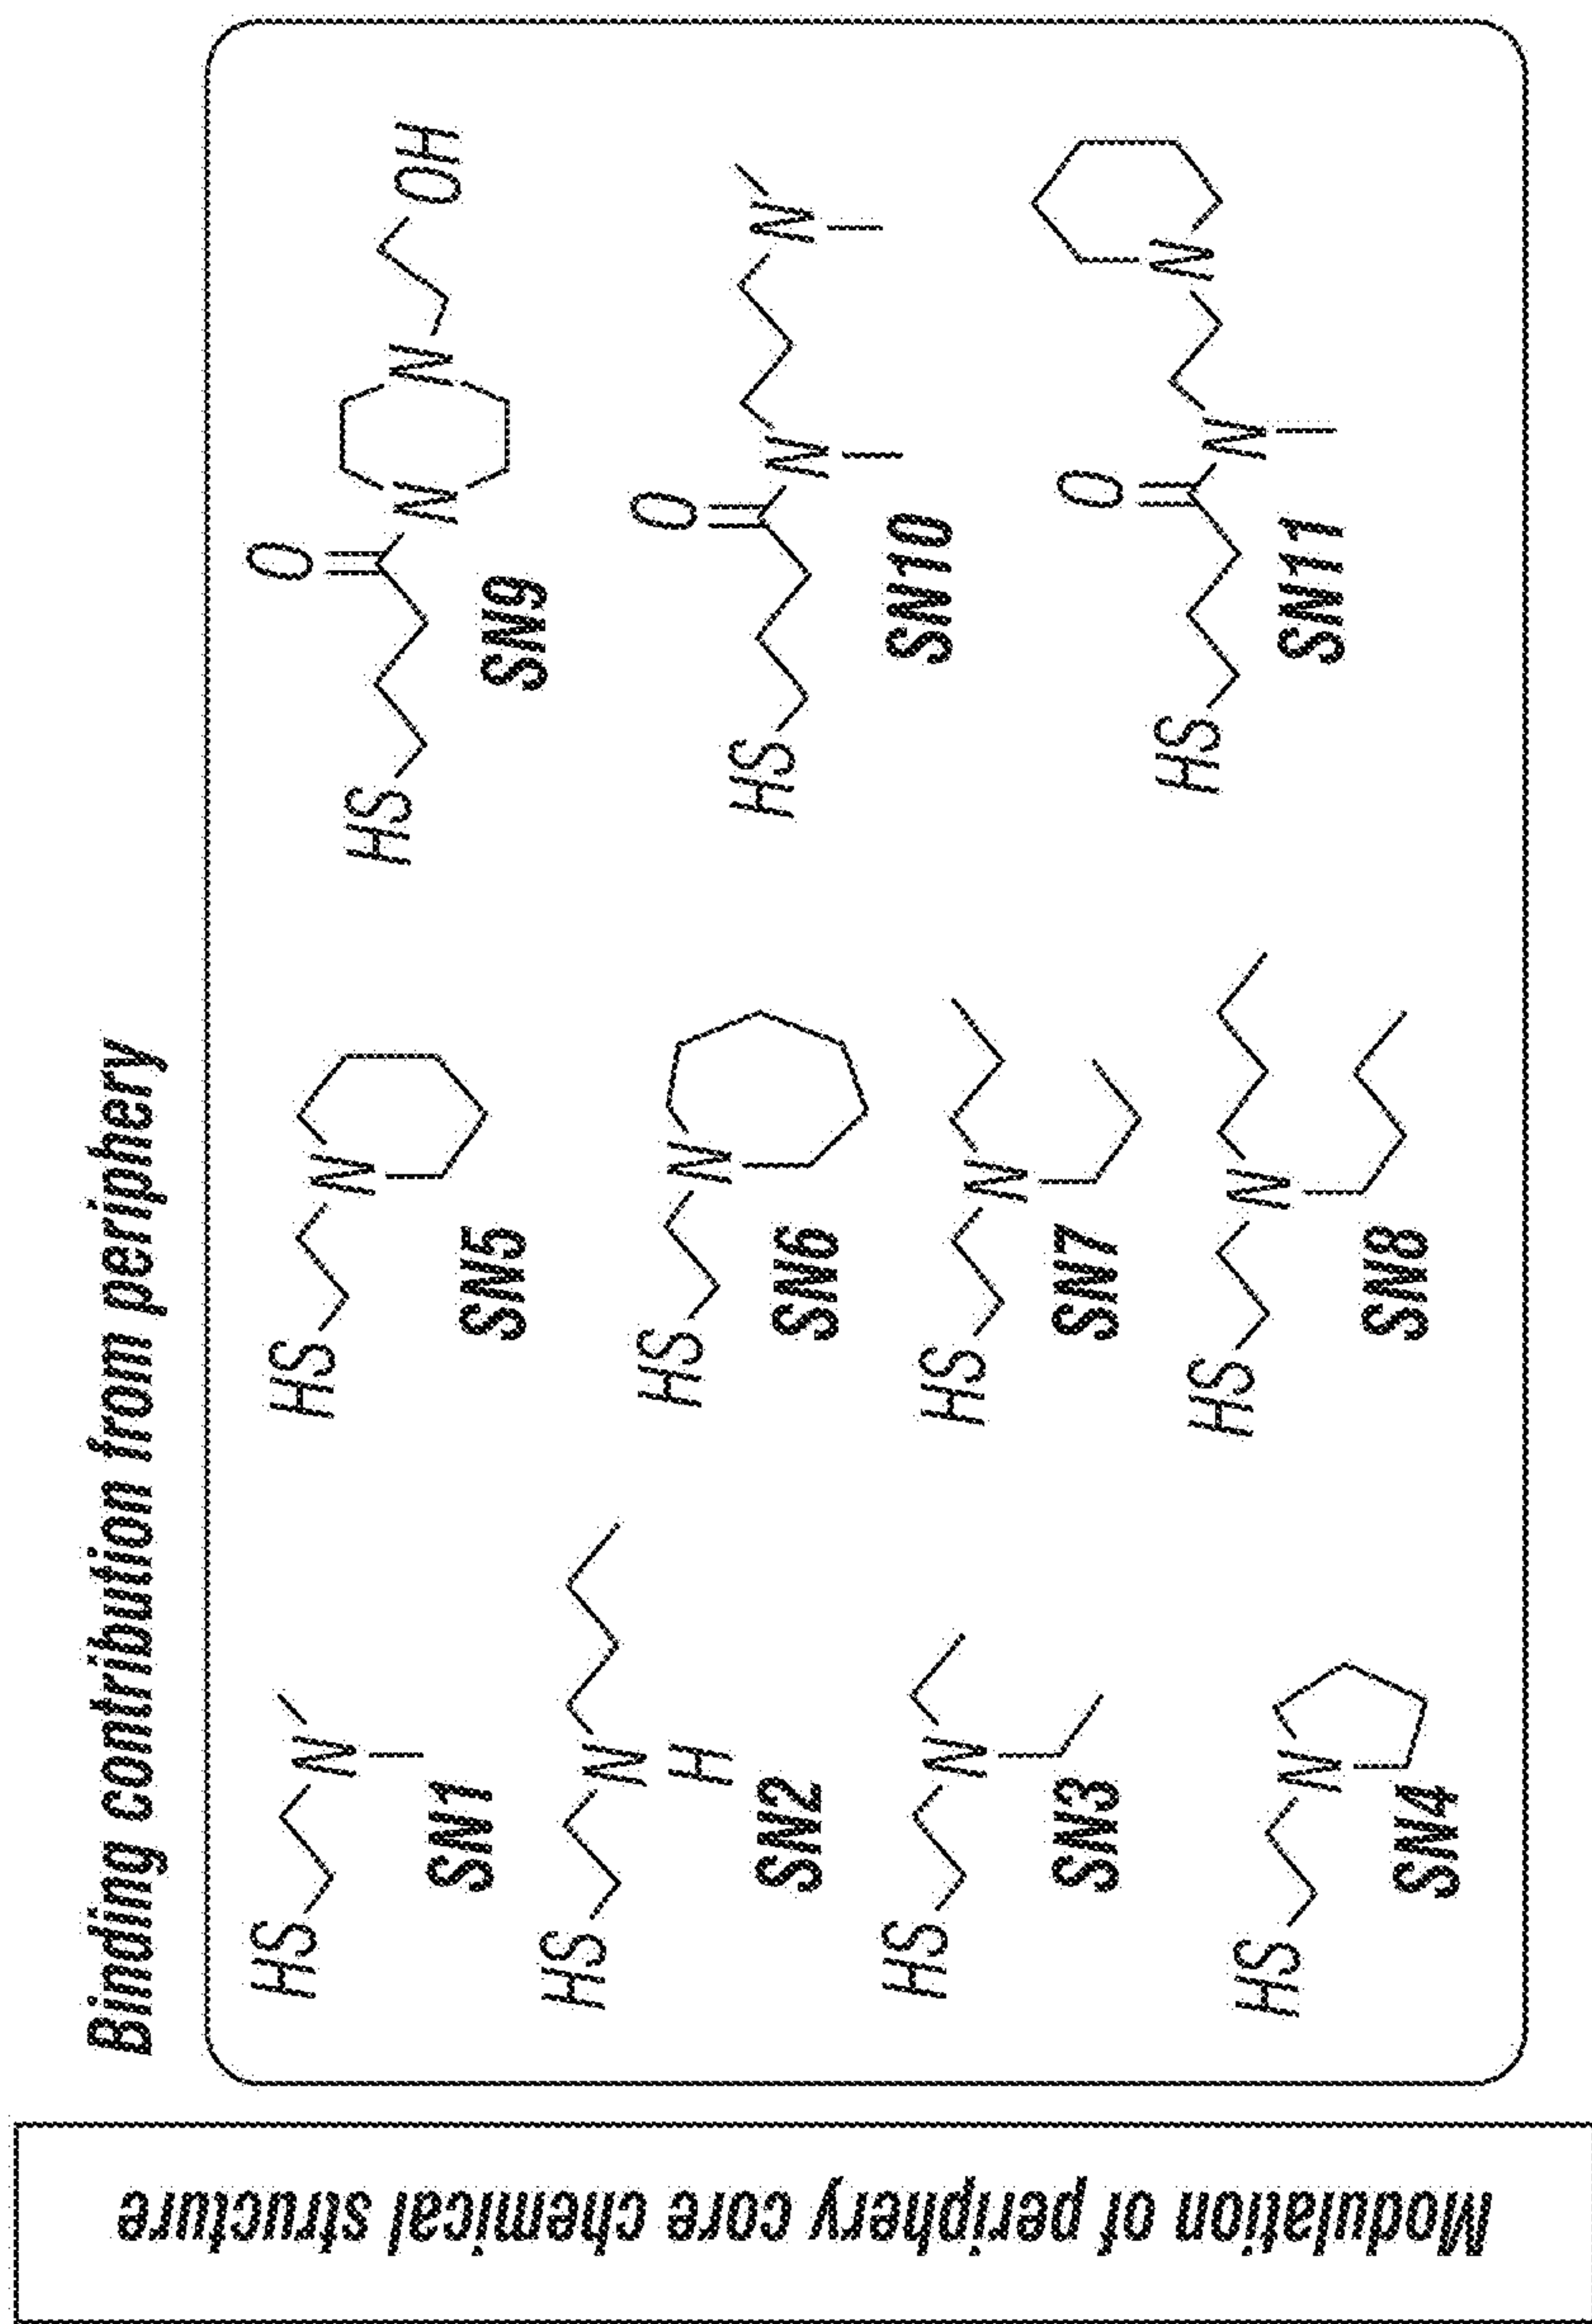 Binding contribution from periphery
Modulation of periphery core chemical structure
HS N
SN1
HS N
H
SN2
HS N
SN3
HS N
SN4
HS N
SN5
HS N
SN6
HS N
SN7
HS N
SN8
O
HS N N OH
SN9
O
HS N N
SN10
O
HS N N
SN11